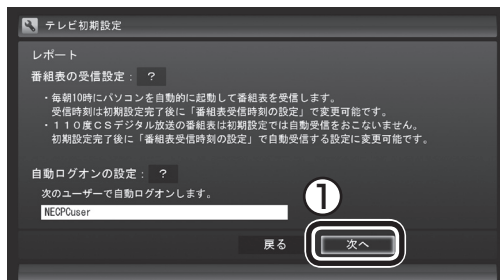 テレビ初期設定
レポート
番組表の受信設定： ？
・毎朝10時にパソコンを自動的に起動して番組表を受信します。
受信時刻は初期設定完了後に「番組表受信時刻の設定」で変更可能です。
・１１０度ＣＳデジタル放送の番組表は初期設定では自動受信をおこないません。
初期設定完了後に「番組表受信時刻の設定」で自動受信する設定に変更可能です。
自動ログオンの設定： ？
次のユーザーで自動ログオンします。
NECPCuser
①
戻る 次へ